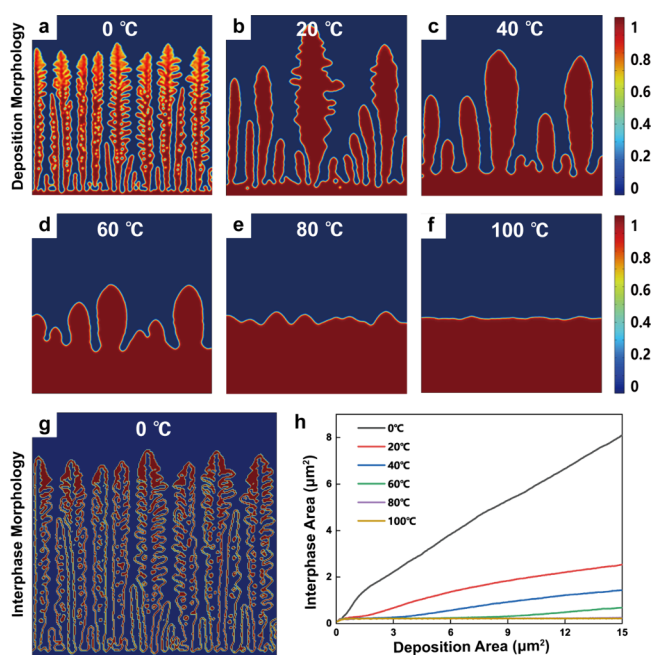 Deposition Morphology
a
0 ℃
b
20 ℃
c
40 ℃
1
0.8
0.6
0.4
0.2
0
d
60 ℃
e
80 ℃
f
100 ℃
1
0.8
0.6
0.4
0.2
0
Interphase Morphology
g
0 ℃
h
Interphase Area (μm²)
8
6
4
2
0
0℃
20℃
40℃
60℃
80℃
100℃
0 3 6 9 12 15
Deposition Area (μm²)